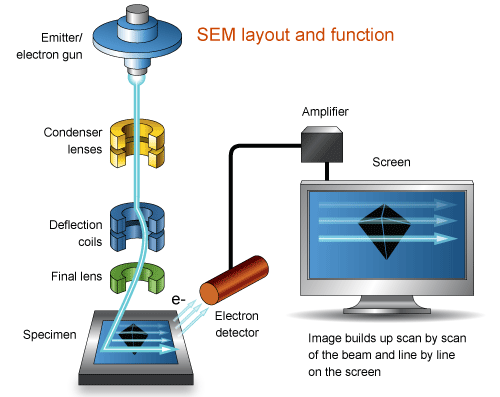 SEM layout and function
Emitter/
electron gun
Condenser
lenses
Amplifier
Screen
Deflection
coils
Final lens
e-
Specimen
Electron
detector
Image builds up scan by scan
of the beam and line by line
on the screen